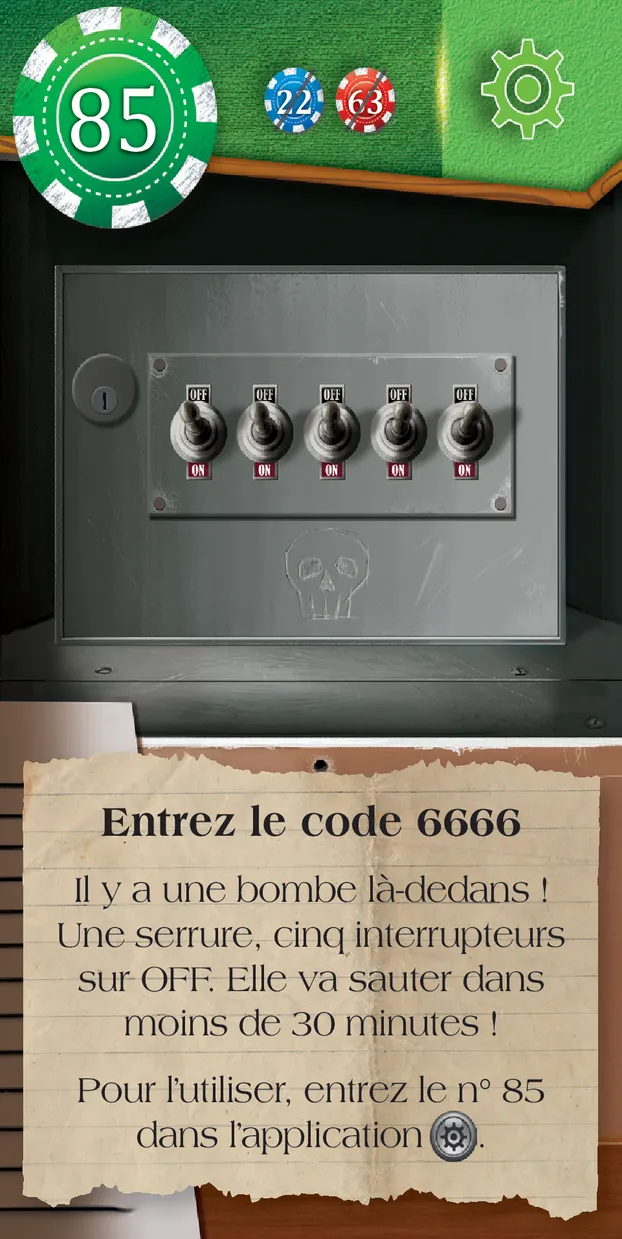 85
22 63
OFF OFF OFF OFF OFF
ON ON ON ON ON
Entrez le code 6666
Il y a une bombe là-dedans !
Une serrure, cinq interrupteurs
sur OFF. Elle va sauter dans
moins de 30 minutes !
Pour l'utiliser, entrez le n° 85
dans l'application .